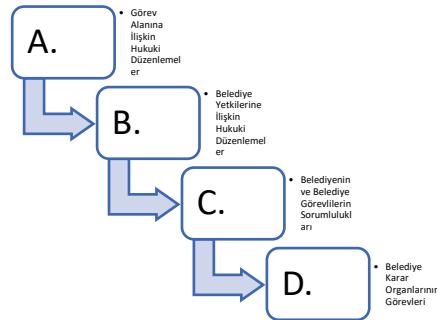 A.
• Görev
Alanına
İlişkin
Hukuki
Düzenlemel
er
B.
• Belediye
Yetkilerine
İlişkin
Hukuki
Düzenlemel
er
C.
• Belediyenin
ve Belediye
Görevlilerin
Sorumlulukl
arı
D.
• Belediye
Karar
Organlarının
Görevleri